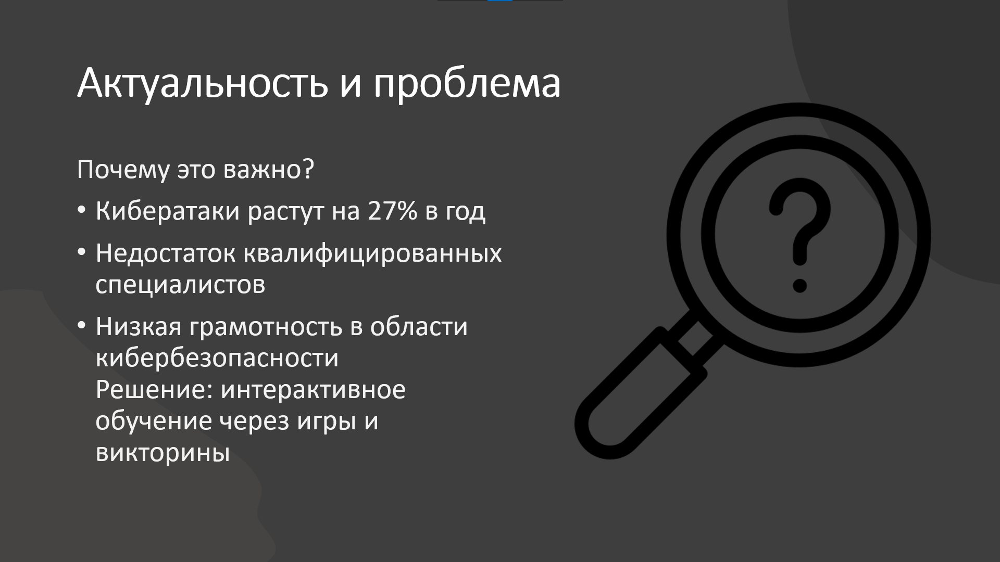 Актуальность и проблема
Почему это важно?
• Кибератаки растут на 27% в год
• Недостаток квалифицированных
специалистов
• Низкая грамотность в области
кибербезопасности
Решение: интерактивное
обучение через игры и
викторины
?